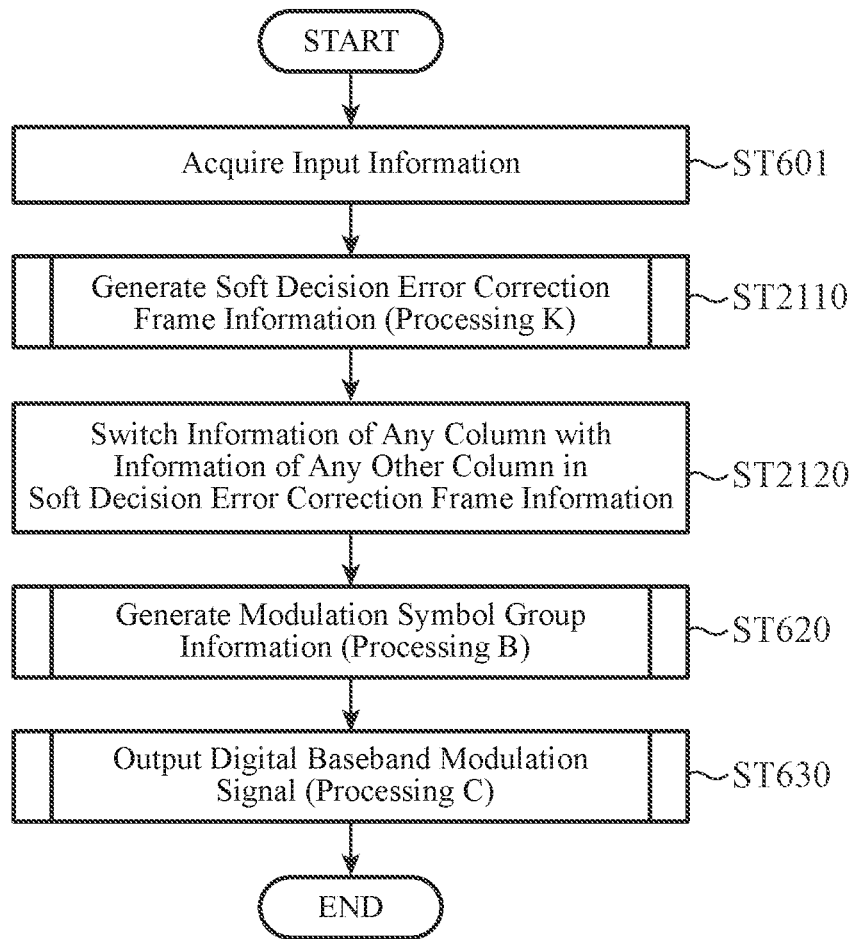 START
Acquire Input Information
ST601
Generate Soft Decision Error Correction
Frame Information (Processing K)
ST2110
Switch Information of Any Column with
Information of Any Other Column in
Soft Decision Error Correction Frame Information
ST2120
Generate Modulation Symbol Group
Information (Processing B)
ST620
Output Digital Baseband Modulation
Signal (Processing C)
ST630
END